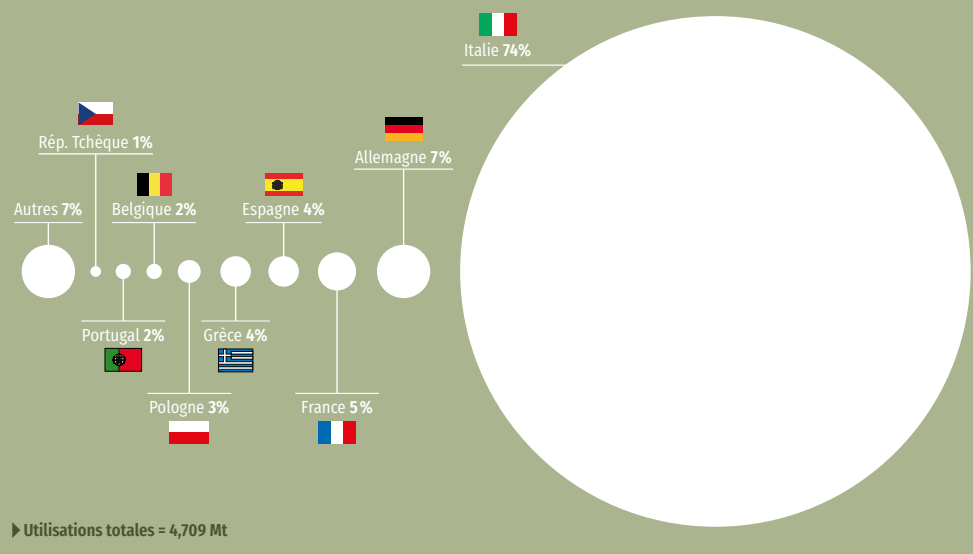 Italie 74%
Rép. Tchèque 1%
Allemagne 7%
Autres 7%
Belgique 2%
Espagne 4%
Portugal 2%
Grèce 4%
Pologne 3%
France 5 %
Utilisations totales = 4,709 Mt